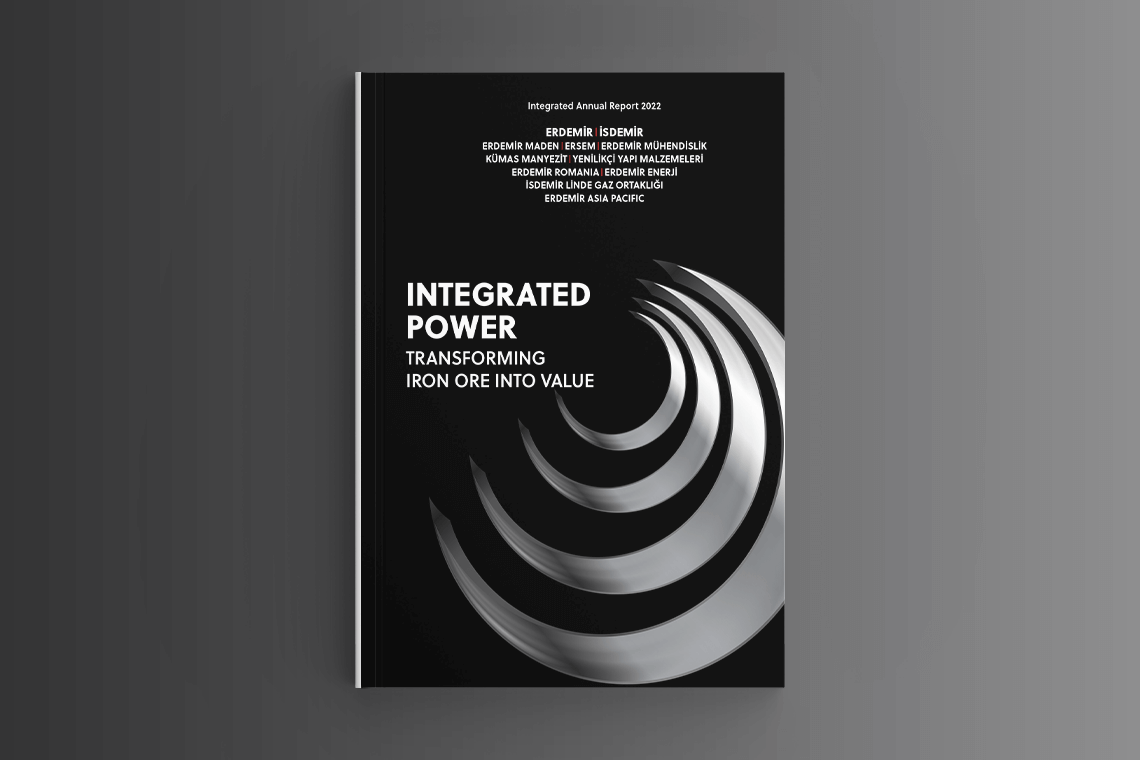 Integrated Annual Report 2022
ERDEMİR | İSDEMİR
ERDEMİR MADEN | ERSEM | ERDEMİR MÜHENDİSLİK
KÜMAS MANYEZİT | YENİLİKÇİ YAPI MALZEMELERİ
ERDEMİR ROMANIA | ERDEMİR ENERJİ
İSDEMİR LİNDE GAZ ORTAKLIĞI
ERDEMİR ASIA PACIFIC
INTEGRATED
POWER
TRANSFORMING
IRON ORE INTO VALUE